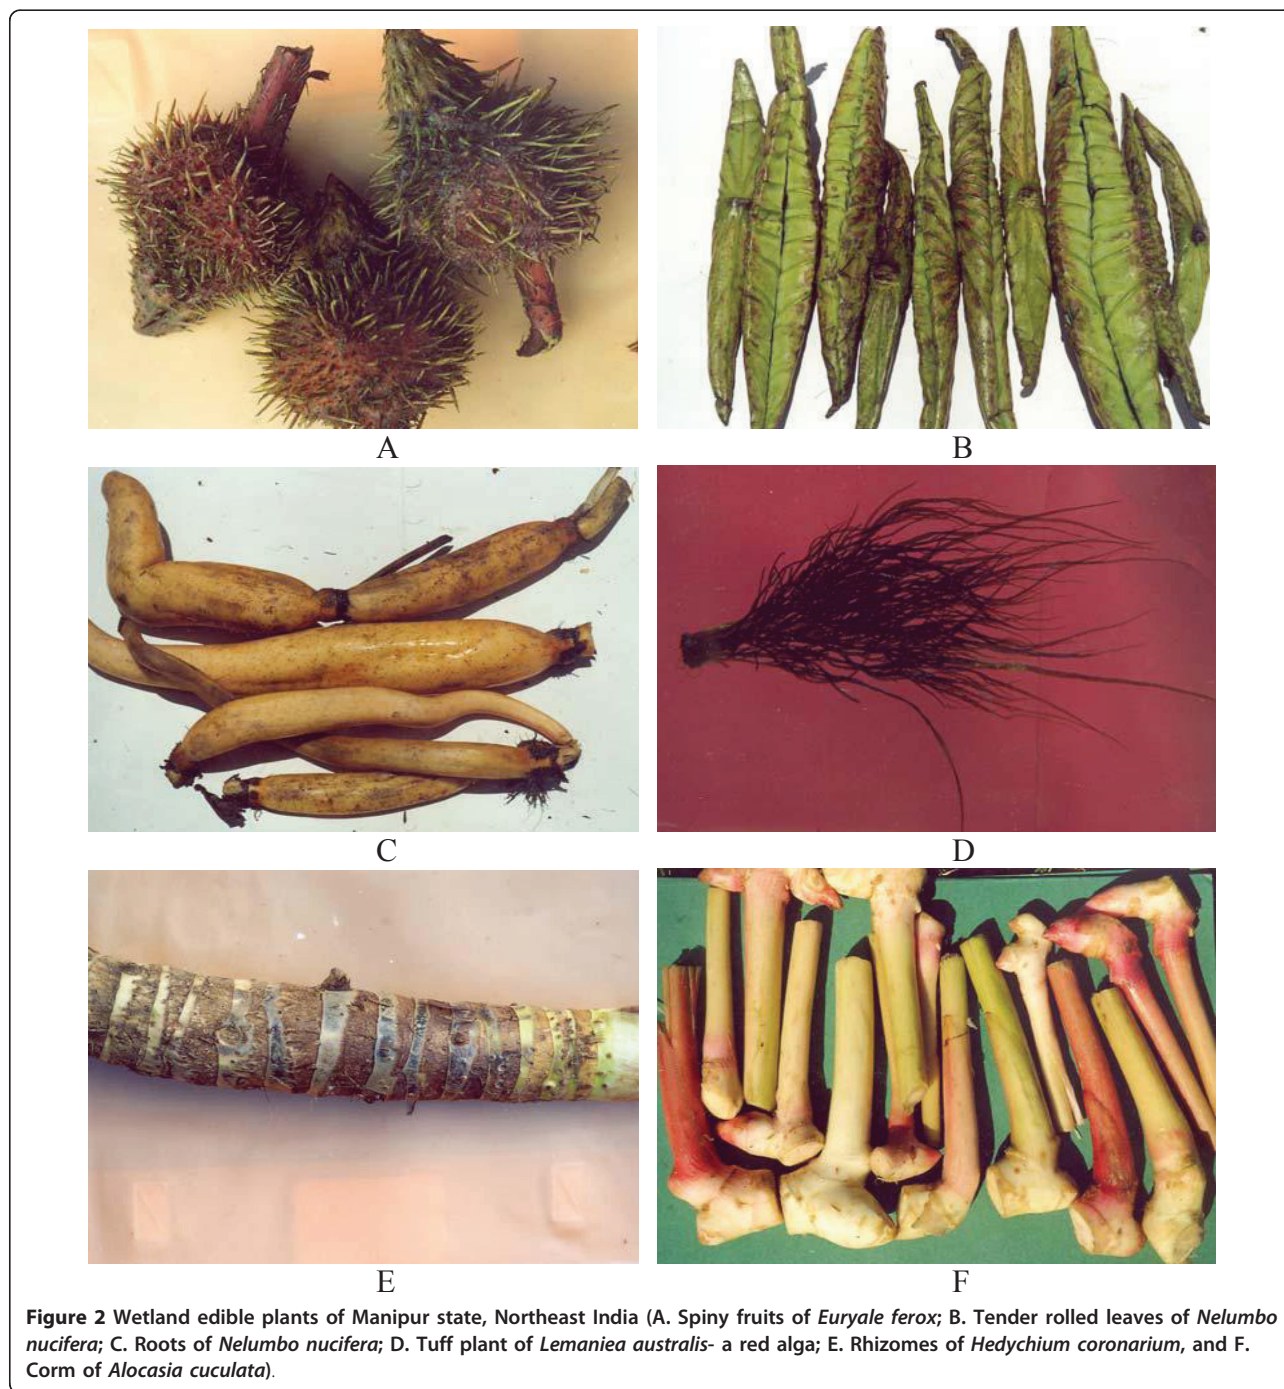 A
B
C
D
E
F
Figure 2 Wetland edible plants of Manipur state, Northeast India (A. Spiny fruits of Euryale ferox; B. Tender rolled leaves of Nelumbo
nucifera; C. Roots of Nelumbo nucifera; D. Tuff plant of Lemaniea australis- a red alga; E. Rhizomes of Hedychium coronarium, and F.
Corm of Alocasia cuculata).